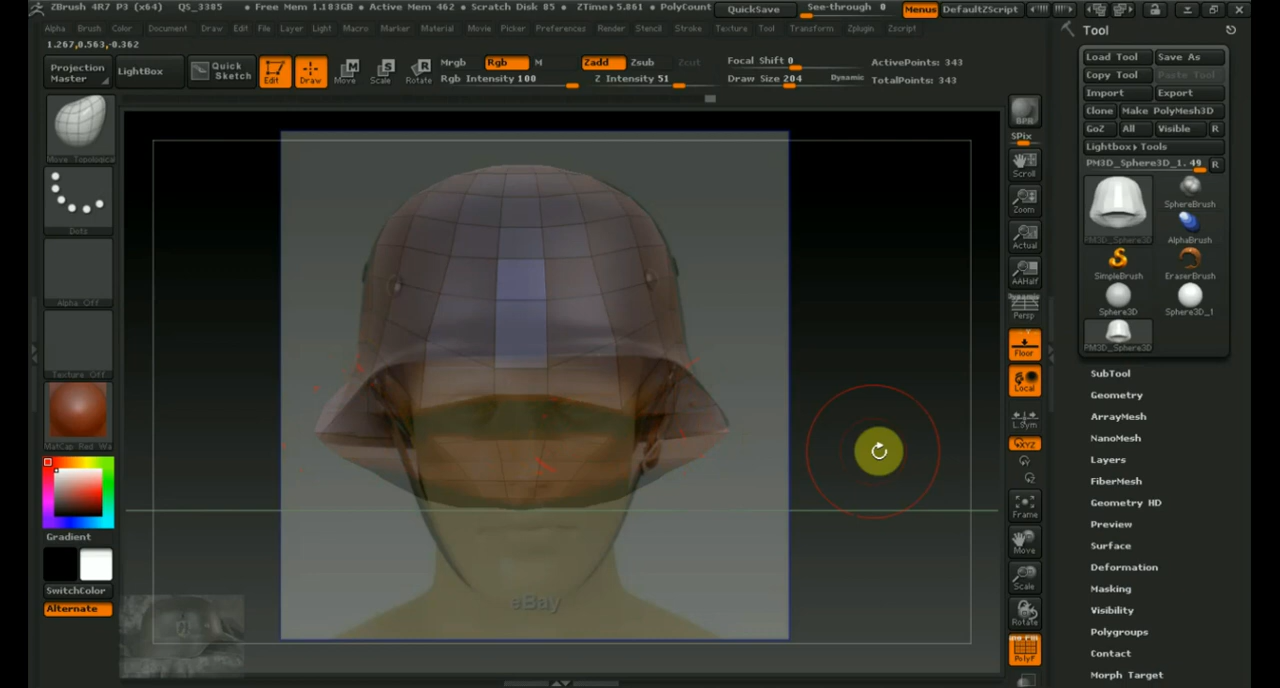 ZBrush 4R7 P3 (x64) QS_3385 • Free Mem 1.183GB • Active Mem 462 • Scratch Disk 85 • ZTime▸5.861 • PolyCount QuickSave See-through 0 Menus DefaultZScript
Alpha Brush Color Document Draw Edit File Layer Light Macro Marker Material Movie Picker Preferences Render Stencil Stroke Texture Tool Transform Zplugin Zscript
1.267,0.563,-0.362
Projection Master
LightBox
Quick Sketch
Edit
Draw
Move
Scale
Rotate
Mrgb Rgb M
Rgb Intensity 100
Zadd Zsub Zcut
Z Intensity 51
Focal Shift 0
Draw Size 204 Dynamic
ActivePoints: 343
TotalPoints: 343
Move Topological
Dots
Alpha Off
Texture Off
MatCap Red Wa
Gradient
SwitchColor
Alternate
eBay
BPR
SPix
Scroll
Zoom
Actual
AAHalf
Dynamic
Persp
Floor
Local
L.Sym
XYZ
Frame
Move
Scale
Rotate
PolyF
Tool
Load Tool Save As
Copy Tool Paste Tool
Import Export
Clone Make PolyMesh3D
GoZ All Visible R
Lightbox▸Tools
PM3D_Sphere3D_1. 49 R
PM3D_Sphere3D
SphereBrush
AlphaBrush
SimpleBrush EraserBrush
Sphere3D Sphere3D_1
PM3D_Sphere3D
SubTool
Geometry
ArrayMesh
NanoMesh
Layers
FiberMesh
Geometry HD
Preview
Surface
Deformation
Masking
Visibility
Polygroups
Contact
Morph Target